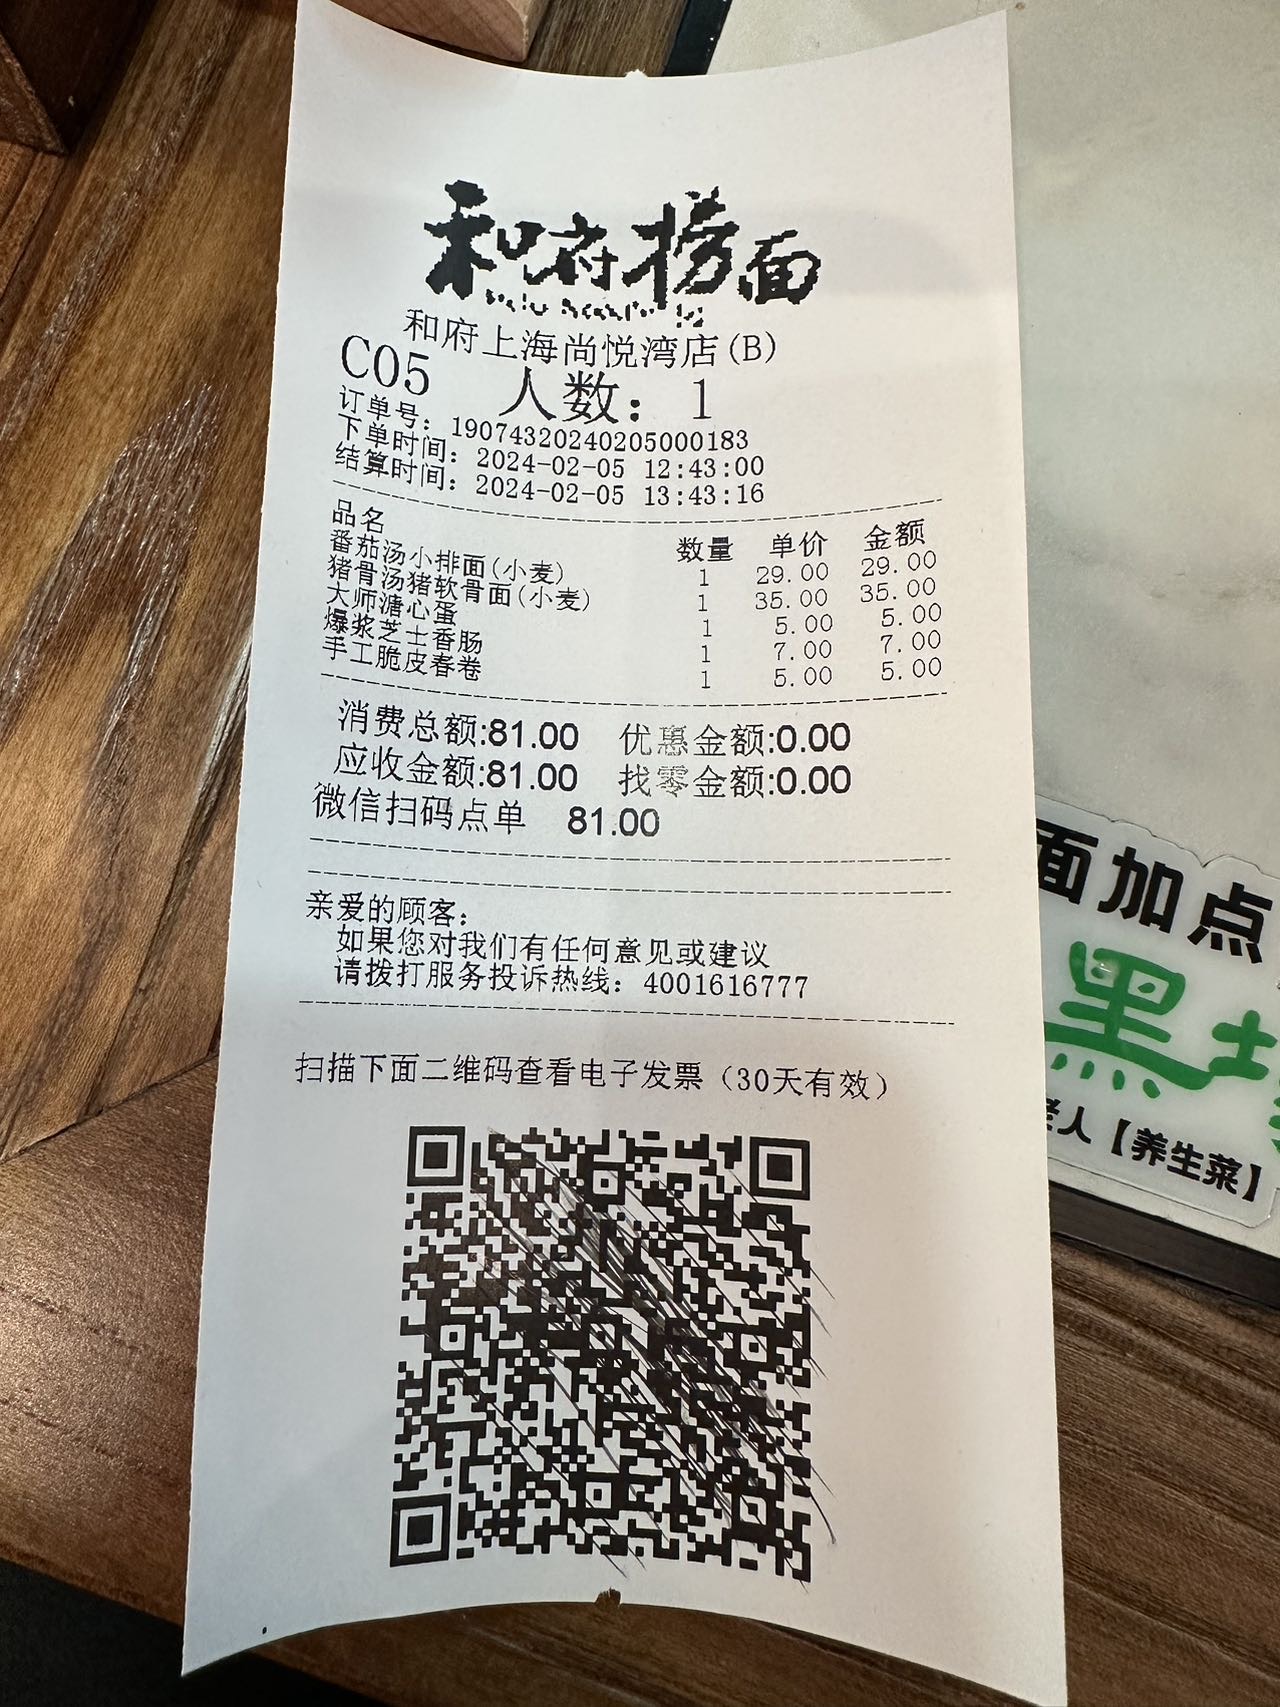 和府捞面
和府上海尚悦湾店(B)
C05 人数：1
订单号：19074320240205000183
下单时间：2024-02-05 12:43:00
结算时间：2024-02-05 13:43:16
品名 数量 单价 金额
番茄汤小排面(小麦) 1 29.00 29.00
猪骨汤猪软骨面(小麦) 1 35.00 35.00
大师溏心蛋 1 5.00 5.00
爆浆芝士香肠 1 7.00 7.00
手工脆皮春卷 1 5.00 5.00
消费总额:81.00 优惠金额:0.00
应收金额:81.00 找零金额:0.00
微信扫码点单 81.00
亲爱的顾客：
如果您对我们有任何意见或建议
请拨打服务投诉热线：4001616777
扫描下面二维码查看电子发票（30天有效）
面加点
黑
老人【养生菜】